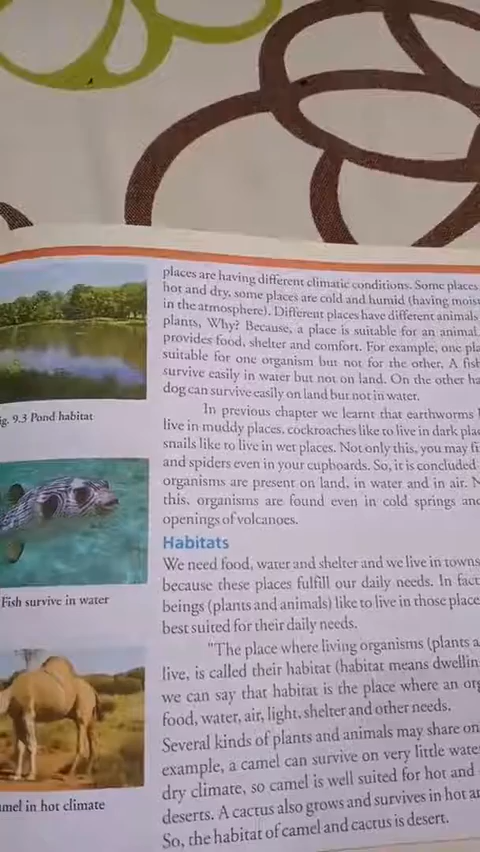 places are having different climatic conditions. Some places
hot and dry, some places are cold and humid (having mois
in the atmosphere). Different places have different animals
plants, Why? Because, a place is suitable for an animal
provides food, shelter and comfort. For example, one pla
suitable for one organism but not for the other. A fish
survive easily in water but not on land. On the other ha
dog can survive easily on land but not in water.
In previous chapter we learnt that earthworms l
live in muddy places, cockroaches like to live in dark plac
snails like to live in wet places. Not only this, you may fi
and spiders even in your cupboards. So, it is concluded
organisms are present on land, in water and in air. N
this, organisms are found even in cold springs and
openings of volcanoes.
Habitats
We need food, water and shelter and we live in towns
because these places fulfill our daily needs. In fact
beings (plants and animals) like to live in those place
best suited for their daily needs.
"The place where living organisms (plants a
live, is called their habitat (habitat means dwellin
we can say that habitat is the place where an org
food, water, air, light, shelter and other needs.
Several kinds of plants and animals may share on
example, a camel can survive on very little wate
dry climate, so camel is well suited for hot and
deserts. A cactus also grows and survives in hot an
So, the habitat of camel and cactus is desert.
ig. 9.3 Pond habitat
Fish survive in water
amel in hot climate